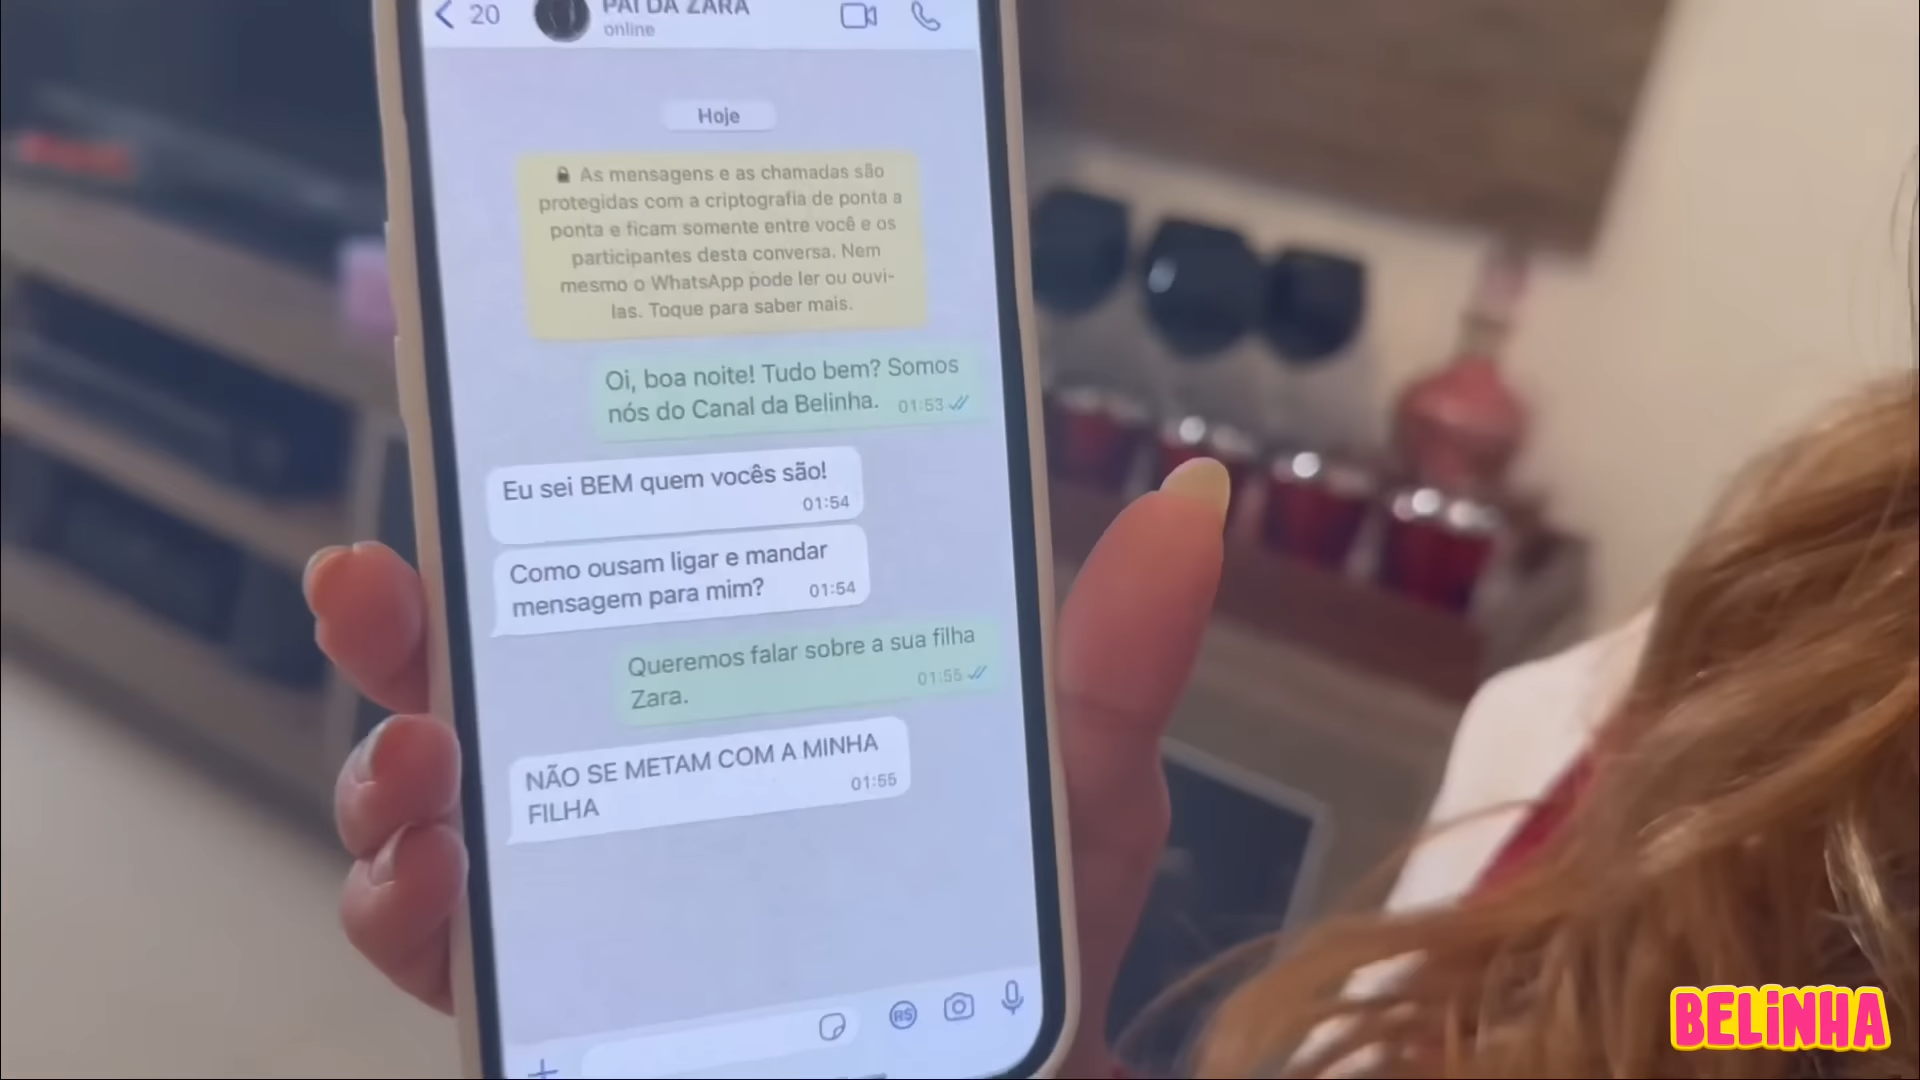 20
PAI DA ZARA
online
Hoje
As mensagens e as chamadas são
protegidas com a criptografia de ponta a
ponta e ficam somente entre você e os
participantes desta conversa. Nem
mesmo o WhatsApp pode ler ou ouvi-
las. Toque para saber mais.
Oi, boa noite! Tudo bem? Somos
nós do Canal da Belinha. 01:53
Eu sei BEM quem vocês são!
01:54
Como ousam ligar e mandar
mensagem para mim? 01:54
Queremos falar sobre a sua filha
Zara. 01:55
NÃO SE METAM COM A MINHA
FILHA 01:55
R$
BELiNHA